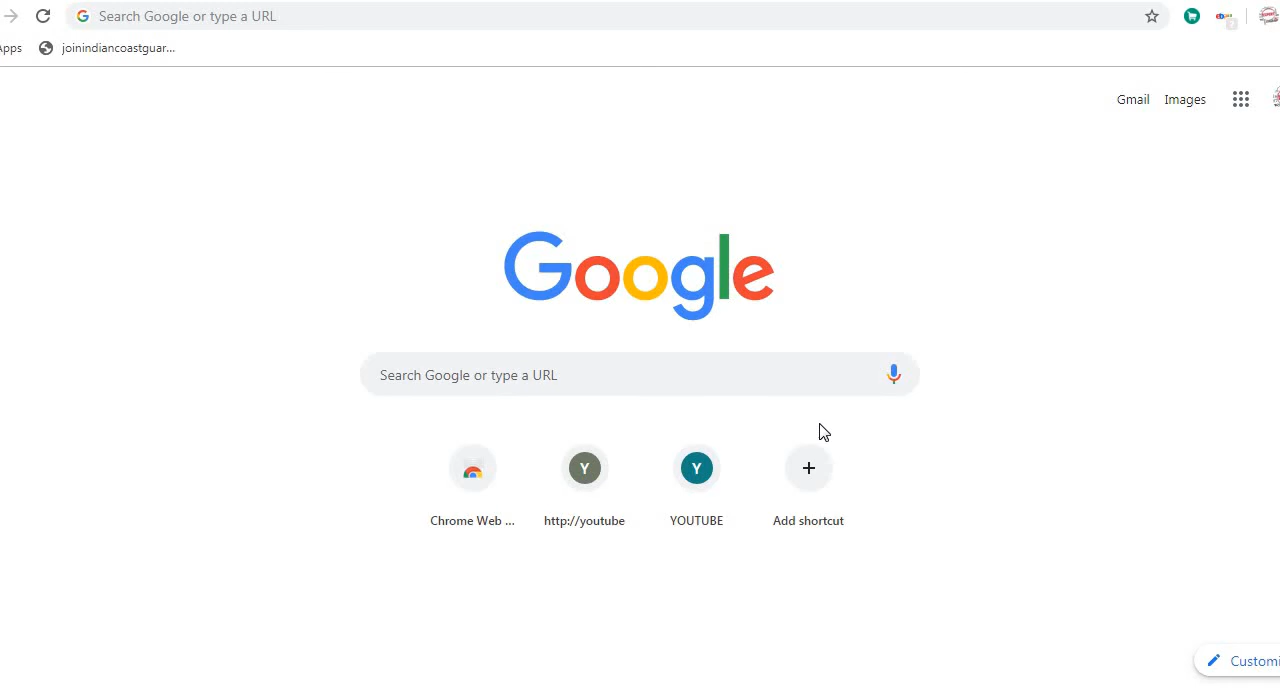 Search Google or type a URL
Apps joinindiancoastguar...
Gmail Images
Google
Search Google or type a URL
Y Y
Chrome Web ... http://youtube YOUTUBE Add shortcut
Customi